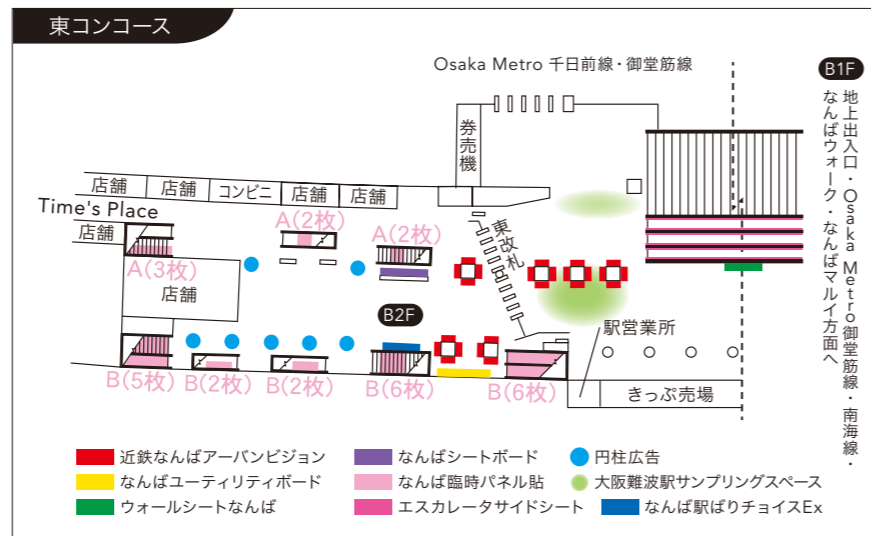 東コンコース
Osaka Metro 千日前線・御堂筋線
B1F
地上出入口・Osaka Metro御堂筋線・南海線・
なんばウォーク・なんばマルイ方面へ
券売機
店舗
店舗
コンビニ
店舗
店舗
Time's Place
店舗
A(3枚)
A(2枚)
A(2枚)
東改札
店舗
B2F
駅営業所
B(5枚)
B(2枚)
B(2枚)
B(6枚)
B(6枚)
きっぷ売場
近鉄なんばアーバンビジョン
なんばシートボード
円柱広告
なんばユーティリティボード
なんば臨時パネル貼
大阪難波駅サンプリングスペース
ウォールシートなんば
エスカレータサイドシート
なんば駅ばりチョイスEx